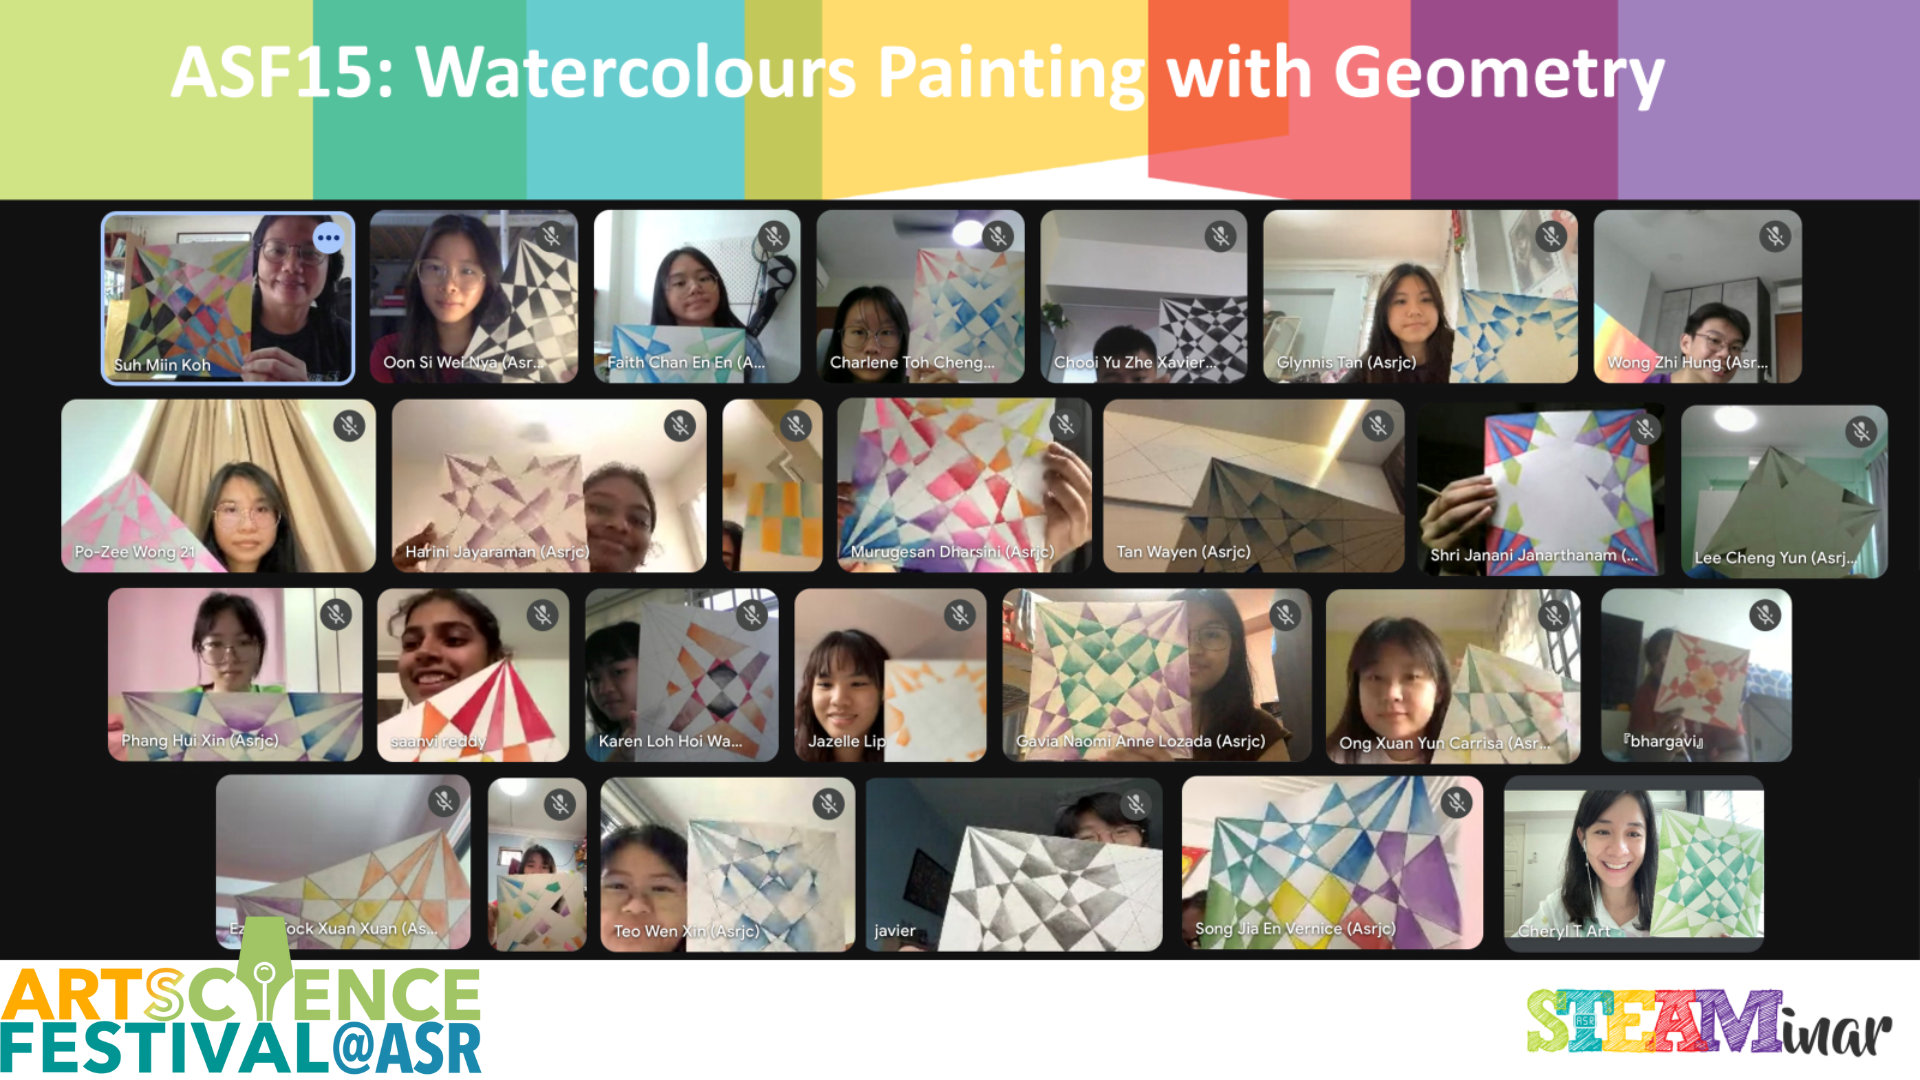 ASF15: Watercolours Painting with Geometry
Suh Miin Koh
Oon Si Wei Nya (Asr...
Faith Chan En En (A...
Charlene Toh Cheng...
Chooi Yu Zhe Xavier...
Glynnis Tan (Asrjc)
Wong Zhi Hung (Asr...
Po-Zee Wong 21
Harini Jayaraman (Asrjc)
Murugesan Dharsini (Asrjc)
Tan Wayen (Asrjc)
Shri Janani Janarthanam (...
Lee Cheng Yun (Asrj...
Phang Hui Xin (Asrjc)
saanvi reddy
Karen Loh Hoi Wa...
Jazelle Lip
Gavia Naomi Anne Lozada (Asrjc)
Ong Xuan Yun Carrisa (Asr...
『bhargavi』
Xuan Xuan (As...
Teo Wen Xin (Asrjc)
javier
Song Jia En Vernice (Asrjc)
Cheryl T Art
ARTSCIENCE
FESTIVAL@ASR
STEAMinar
ASR